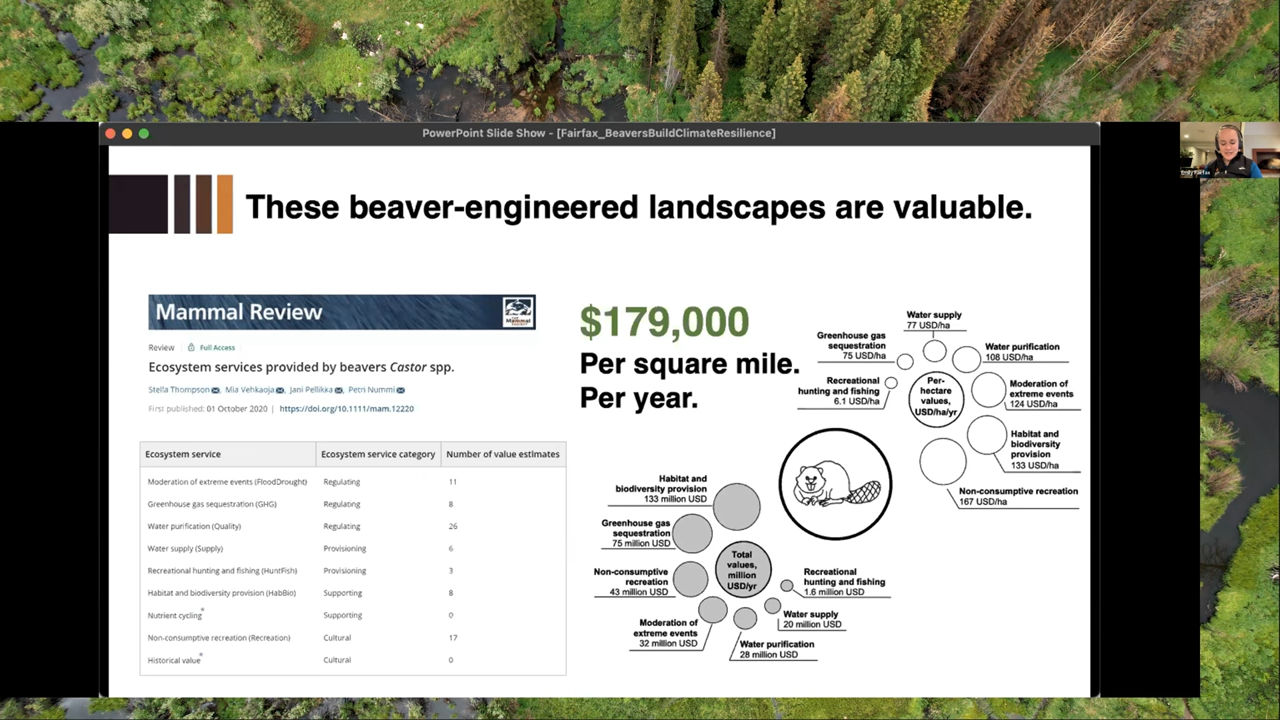 PowerPoint Slide Show - [Fairfax_BeaversBuildClimateResilience]
Emily Fairfax
These beaver-engineered landscapes are valuable.
Mammal Review
Review
Full Access
Ecosystem services provided by beavers Castor spp.
Stella Thompson, Mia Vehkaoja, Jani Pellikka, Petri Nummi
First published: 01 October 2020 | https://doi.org/10.1111/mam.12220
Ecosystem service Ecosystem service category Number of value estimates
Moderation of extreme events (FloodDrought) Regulating 11
Greenhouse gas sequestration (GHG) Regulating 8
Water purification (Quality) Regulating 26
Water supply (Supply) Provisioning 6
Recreational hunting and fishing (HuntFish) Provisioning 3
Habitat and biodiversity provision (HabBio) Supporting 8
Nutrient cycling* Supporting 0
Non-consumptive recreation (Recreation) Cultural 17
Historical value* Cultural 0
$179,000
Per square mile.
Per year.
Water supply
77 USD/ha
Greenhouse gas
sequestration
75 USD/ha
Water purification
108 USD/ha
Recreational
hunting and fishing
6.1 USD/ha
Per-
hectare
values,
USD/ha/yr
Moderation of
extreme events
124 USD/ha
Habitat and
biodiversity
provision
133 USD/ha
Non-consumptive recreation
167 USD/ha
Habitat and
biodiversity provision
133 million USD
Greenhouse gas
sequestration
75 million USD
Total
values,
million
USD/yr
Non-consumptive
recreation
43 million USD
Recreational
hunting and fishing
1.6 million USD
Water supply
20 million USD
Moderation of
extreme events
32 million USD
Water purification
28 million USD